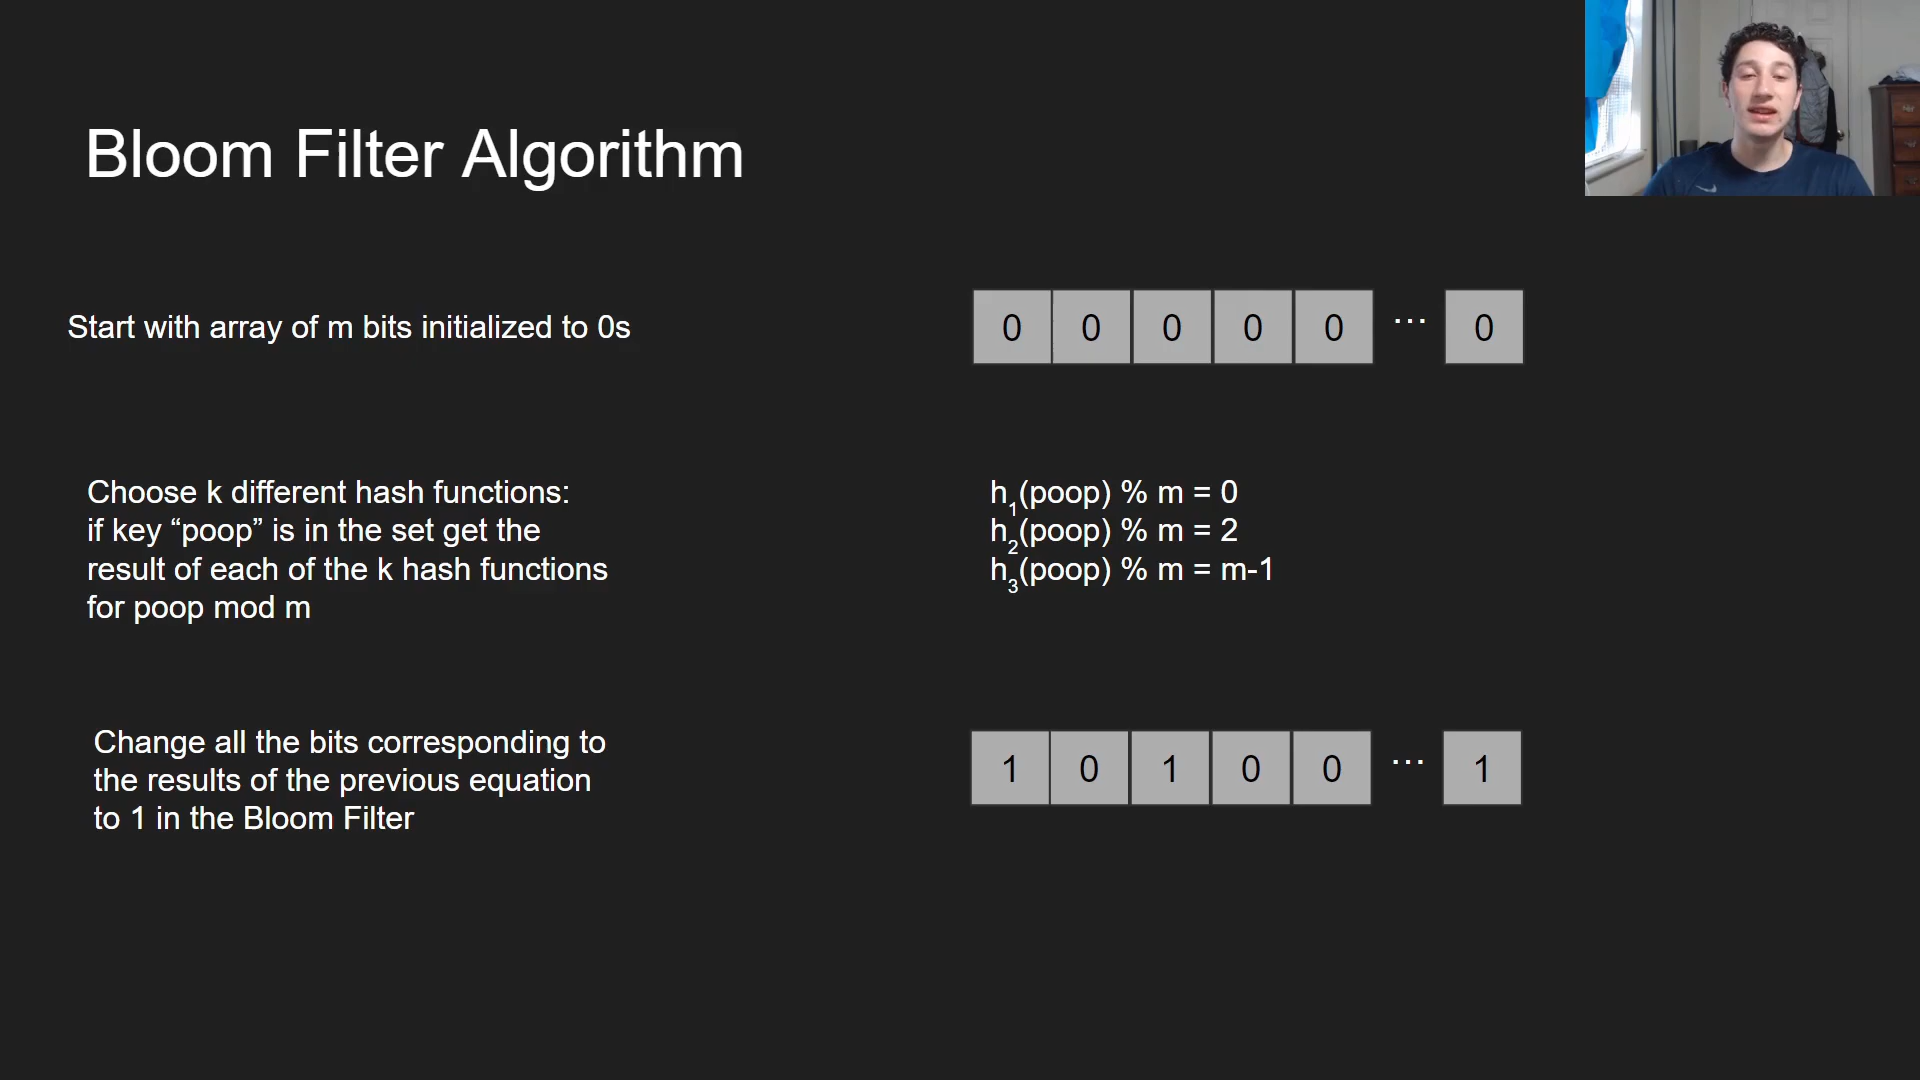 Bloom Filter Algorithm
Start with array of m bits initialized to 0s
0 0 0 0 0 ... 0
Choose k different hash functions:
if key “poop” is in the set get the
result of each of the k hash functions
for poop mod m
h1(poop) % m = 0
h2(poop) % m = 2
h3(poop) % m = m-1
Change all the bits corresponding to
the results of the previous equation
to 1 in the Bloom Filter
1 0 1 0 0 ... 1